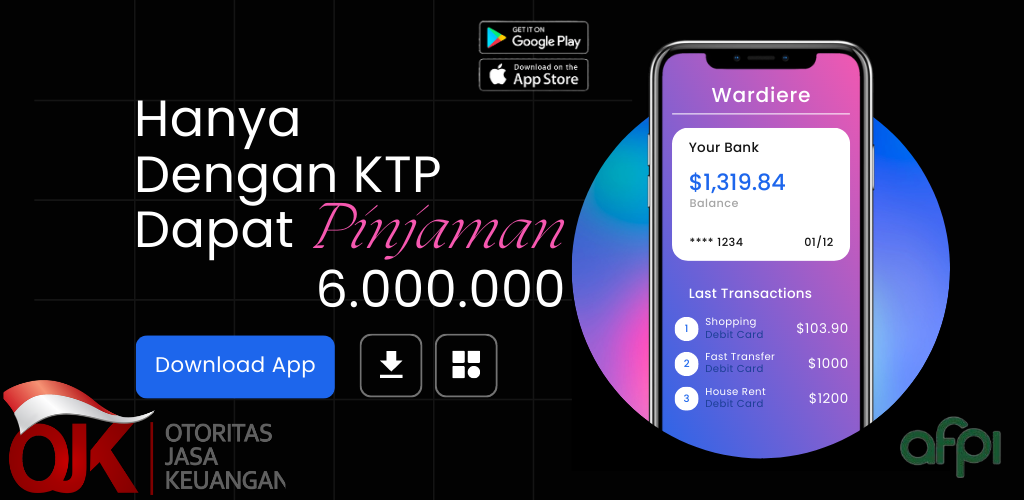 GET IT ON
Google Play
Download on the
App Store
Hanya
Dengan KTP
Dapat Pinjaman
6.000.000
Download App
Wardiere
Your Bank
$1,319.84
Balance
**** 1234 01/12
Last Transactions
1 Shopping $103.90
Debit Card
2 Fast Transfer $1000
Debit Card
3 House Rent $1200
Debit Card
OJK
OTORITAS
JASA
KEUANGAN
afpi